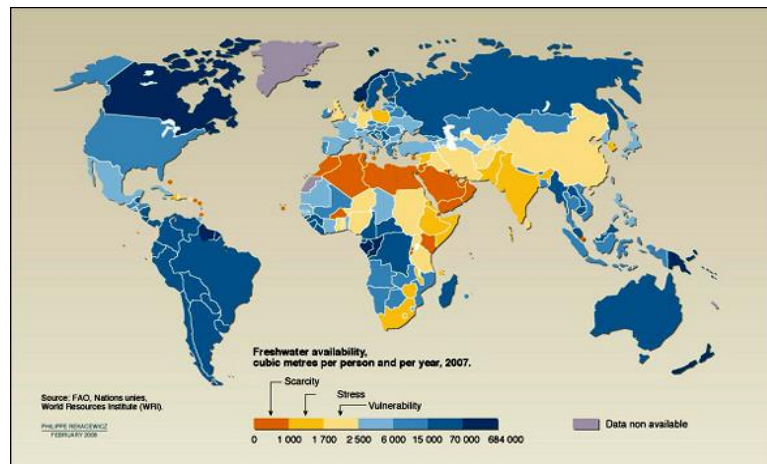 Freshwater availability,
cubic metres per person and per year, 2007.
Scarcity
Stress
Vulnerability
0 1 000 1 700 2 500 6 000 15 000 70 000 684 000
Data non available
Source: FAO, Nations unies,
World Resources Institute (WRI).
PHILIPPE REKACEWICZ
FEBRUARY 2008